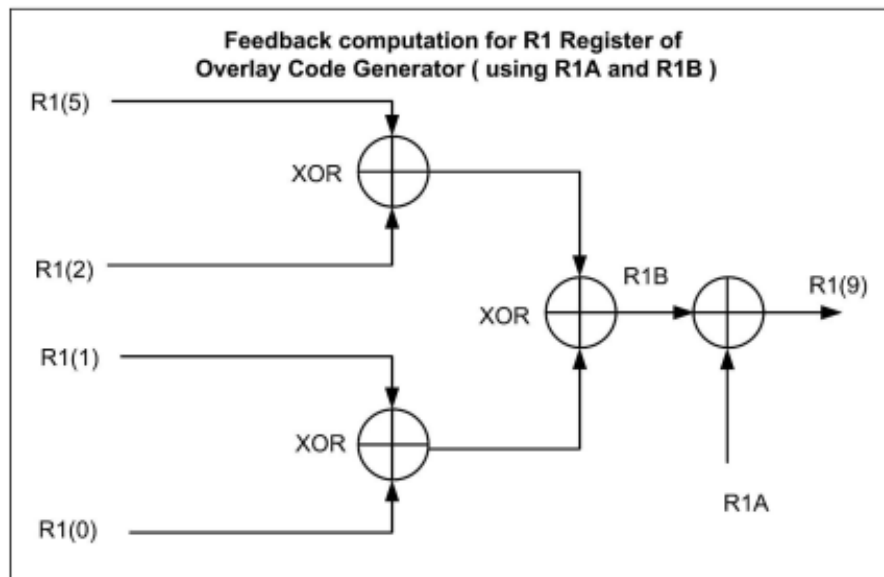 Feedback computation for R1 Register of
Overlay Code Generator ( using R1A and R1B )
R1(5)
XOR
R1(2)
R1B
R1(9)
XOR
R1(1)
XOR
R1A
R1(0)